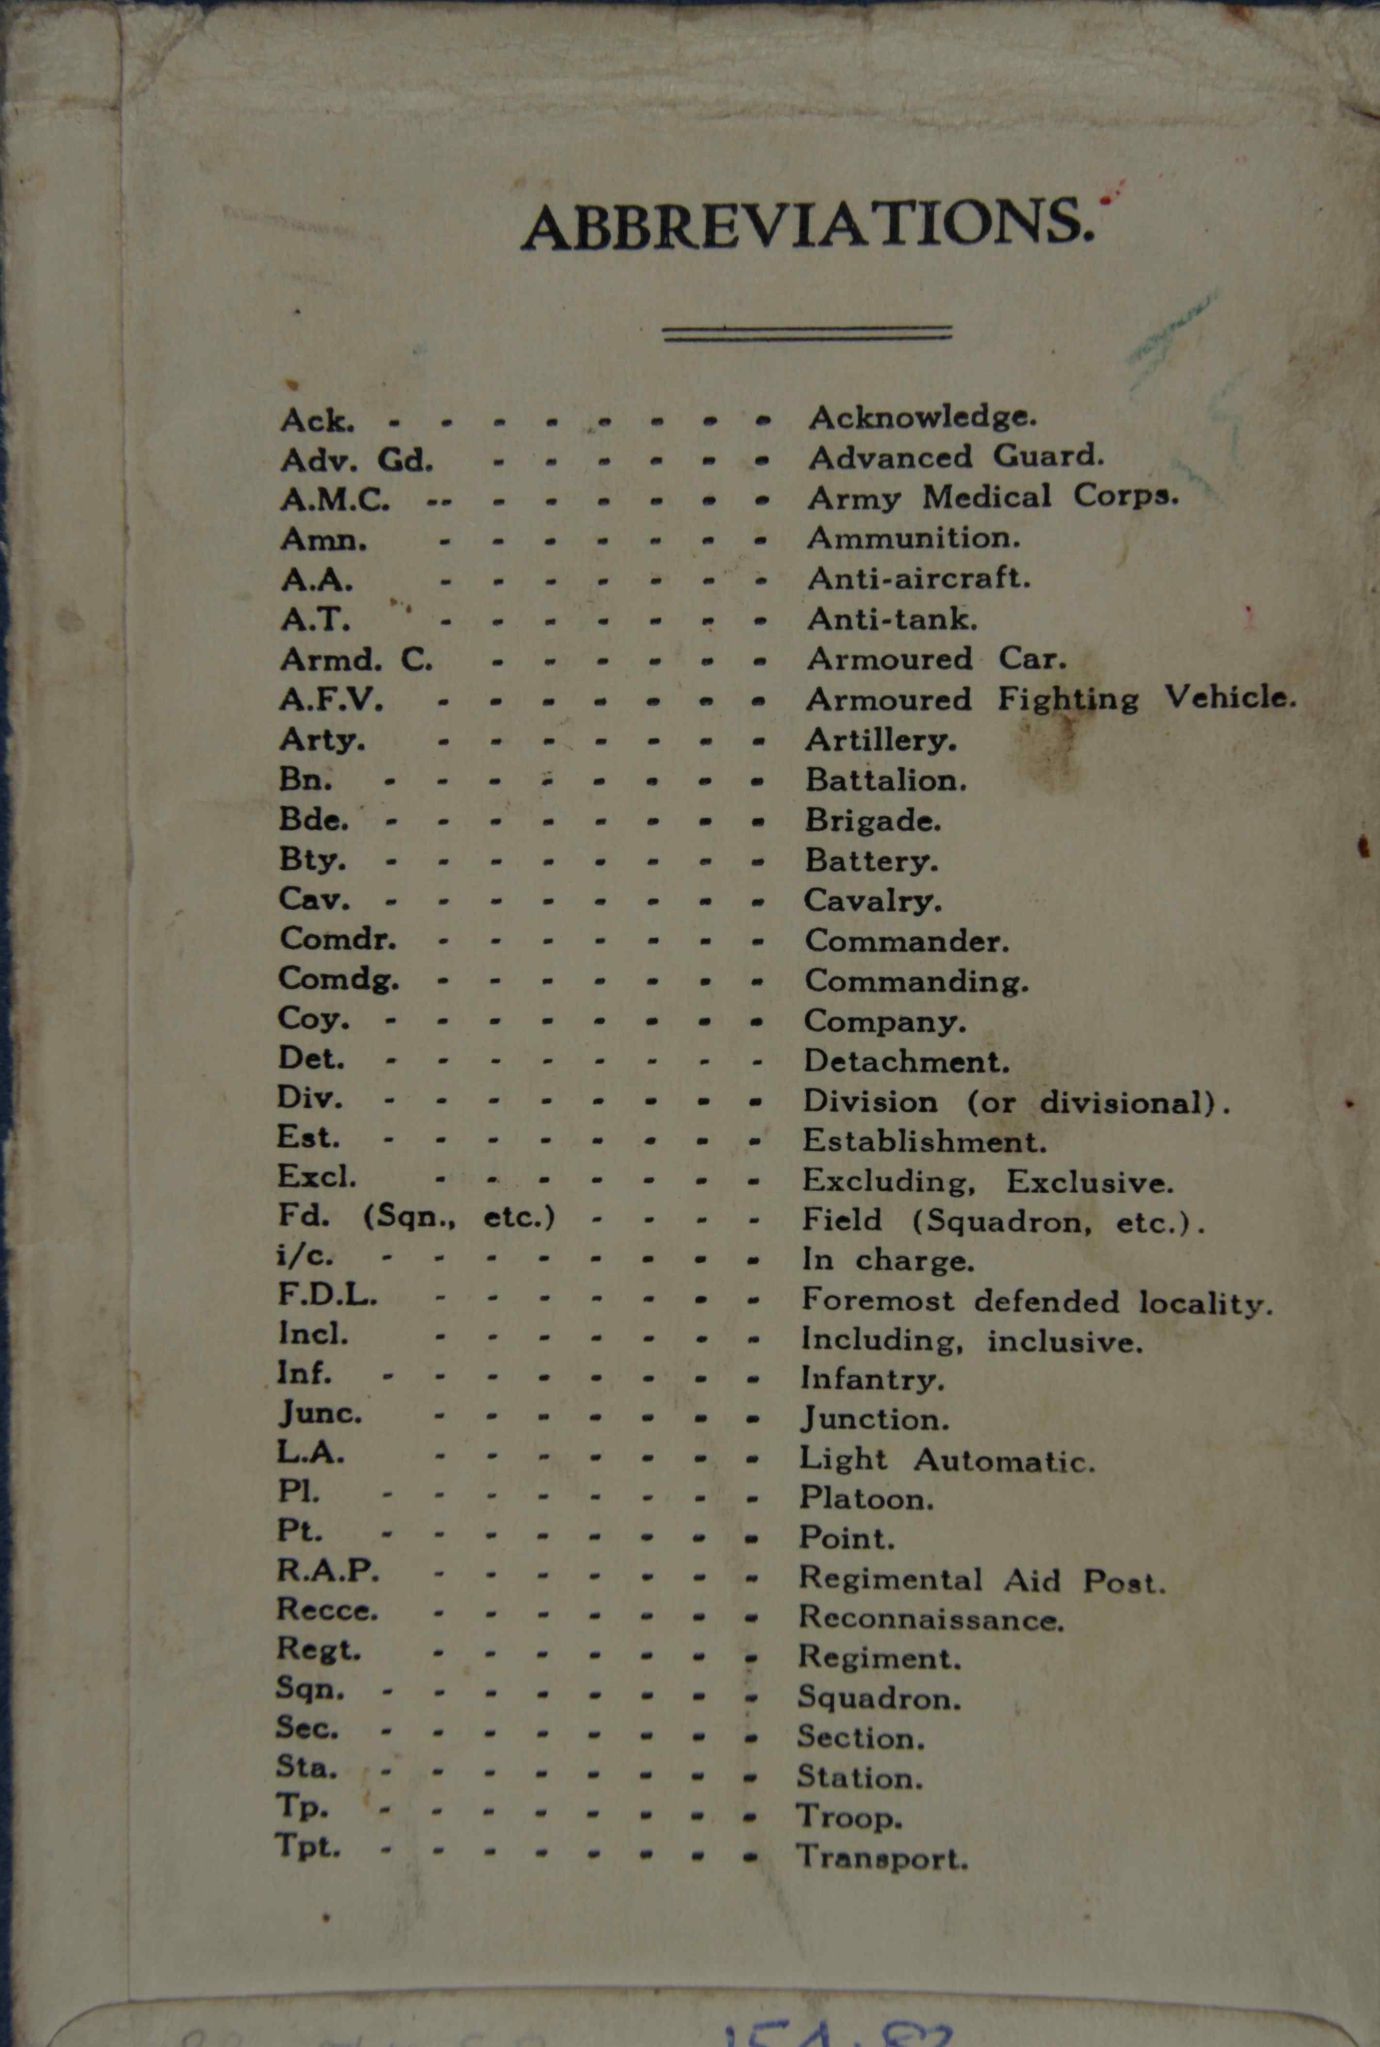 ABBREVIATIONS.
Ack. - - - - - - - - Acknowledge.
Adv. Gd. - - - - - - Advanced Guard.
A.M.C. -- - - - - - - Army Medical Corps.
Amn. - - - - - - - Ammunition.
A.A. - - - - - - - Anti-aircraft.
A.T. - - - - - - - Anti-tank.
Armd. C. - - - - - - Armoured Car.
A.F.V. - - - - - - - Armoured Fighting Vehicle.
Arty. - - - - - - - Artillery.
Bn. - - - - - - - - Battalion.
Bde. - - - - - - - - Brigade.
Bty. - - - - - - - - Battery.
Cav. - - - - - - - - Cavalry.
Comdr. - - - - - - - Commander.
Comdg. - - - - - - - Commanding.
Coy. - - - - - - - - Company.
Det. - - - - - - - - Detachment.
Div. - - - - - - - - Division (or divisional).
Est. - - - - - - - - Establishment.
Excl. - - - - - - - Excluding, Exclusive.
Fd. (Sqn., etc.) - - - - Field (Squadron, etc.).
i/c. - - - - - - - - In charge.
F.D.L. - - - - - - - Foremost defended locality.
Incl. - - - - - - - Including, inclusive.
Inf. - - - - - - - - Infantry.
Junc. - - - - - - - Junction.
L.A. - - - - - - - Light Automatic.
Pl. - - - - - - - - Platoon.
Pt. - - - - - - - - Point.
R.A.P. - - - - - - - Regimental Aid Post.
Recce. - - - - - - - Reconnaissance.
Regt. - - - - - - - Regiment.
Sqn. - - - - - - - - Squadron.
Sec. - - - - - - - - Section.
Sta. - - - - - - - - Station.
Tp. - - - - - - - - Troop.
Tpt. - - - - - - - - Transport.